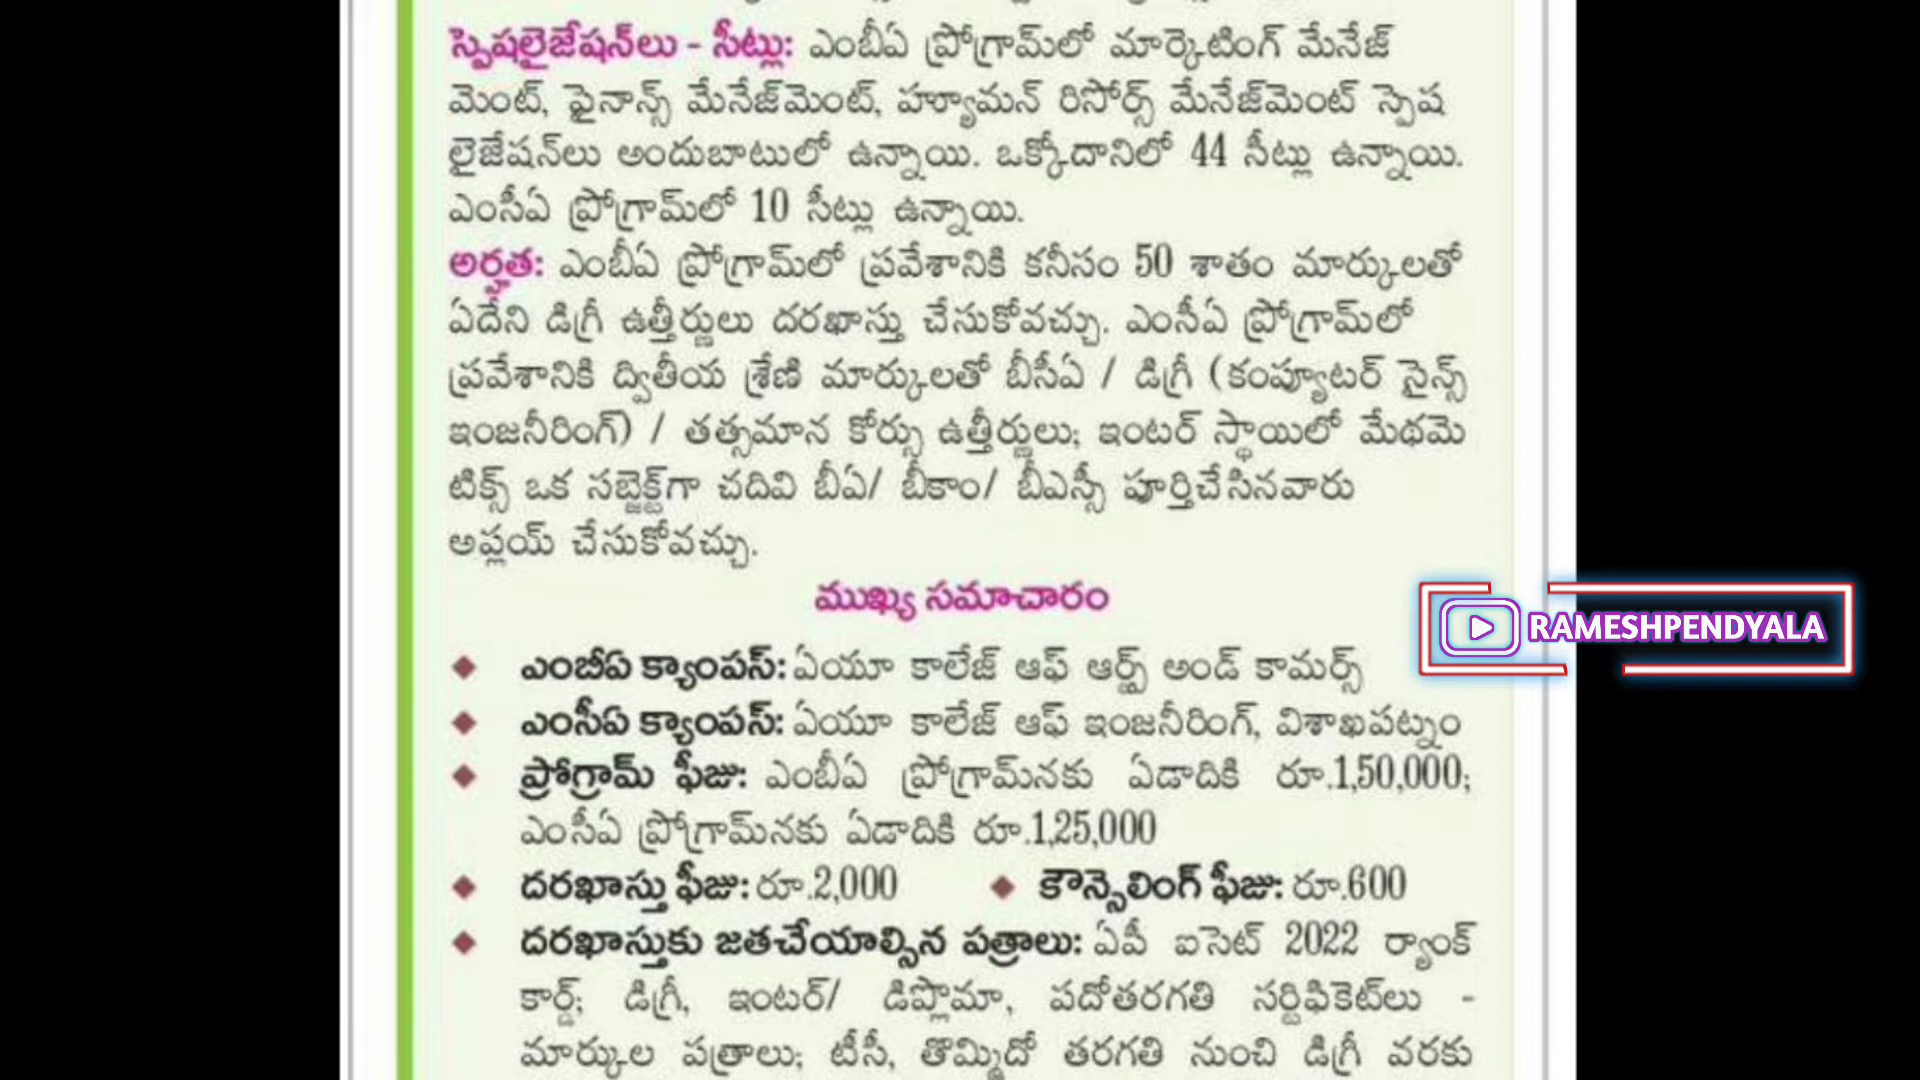 స్పెషలైజేషన్‌లు - సీట్లు: ఎంబీఏ ప్రోగ్రామ్‌లో మార్కెటింగ్ మేనేజ్
మెంట్, ఫైనాన్స్ మేనేజ్‌మెంట్, హ్యూమన్ రిసోర్స్ మేనేజ్‌మెంట్ స్పెష
లైజేషన్‌లు అందుబాటులో ఉన్నాయి. ఒక్కోదానిలో 44 సీట్లు ఉన్నాయి.
ఎంసీఏ ప్రోగ్రామ్‌లో 10 సీట్లు ఉన్నాయి.
అర్హత: ఎంబీఏ ప్రోగ్రామ్‌లో ప్రవేశానికి కనీసం 50 శాతం మార్కులతో
ఏదేని డిగ్రీ ఉత్తీర్ణులు దరఖాస్తు చేసుకోవచ్చు. ఎంసీఏ ప్రోగ్రామ్‌లో
ప్రవేశానికి ద్వితీయ శ్రేణి మార్కులతో బీసీఏ / డిగ్రీ (కంప్యూటర్ సైన్స్
ఇంజనీరింగ్) / తత్సమాన కోర్సు ఉత్తీర్ణులు; ఇంటర్ స్థాయిలో మేథమె
టిక్స్ ఒక సబ్జెక్ట్‌గా చదివి బీఏ/ బీకాం/ బీఎస్సీ పూర్తిచేసినవారు
అప్లయ్ చేసుకోవచ్చు.
ముఖ్య సమాచారం
RAMESHPENDYALA
◆ ఎంబీఏ క్యాంపస్: ఏయూ కాలేజ్ ఆఫ్ ఆర్ట్స్ అండ్ కామర్స్
◆ ఎంసీఏ క్యాంపస్: ఏయూ కాలేజ్ ఆఫ్ ఇంజనీరింగ్, విశాఖపట్నం
◆ ప్రోగ్రామ్ ఫీజు: ఎంబీఏ ప్రోగ్రామ్‌నకు ఏడాదికి రూ.1,50,000;
ఎంసీఏ ప్రోగ్రామ్‌నకు ఏడాదికి రూ.1,25,000
◆ దరఖాస్తు ఫీజు: రూ.2,000 ◆ కౌన్సెలింగ్ ఫీజు: రూ.600
◆ దరఖాస్తుకు జతచేయాల్సిన పత్రాలు: ఏపీ ఐసెట్ 2022 ర్యాంక్
కార్డ్; డిగ్రీ, ఇంటర్/ డిప్లొమా, పదోతరగతి సర్టిఫికెట్‌లు -
మార్కుల పత్రాలు; టీసీ, తొమ్మిదో తరగతి నుంచి డిగ్రీ వరకు